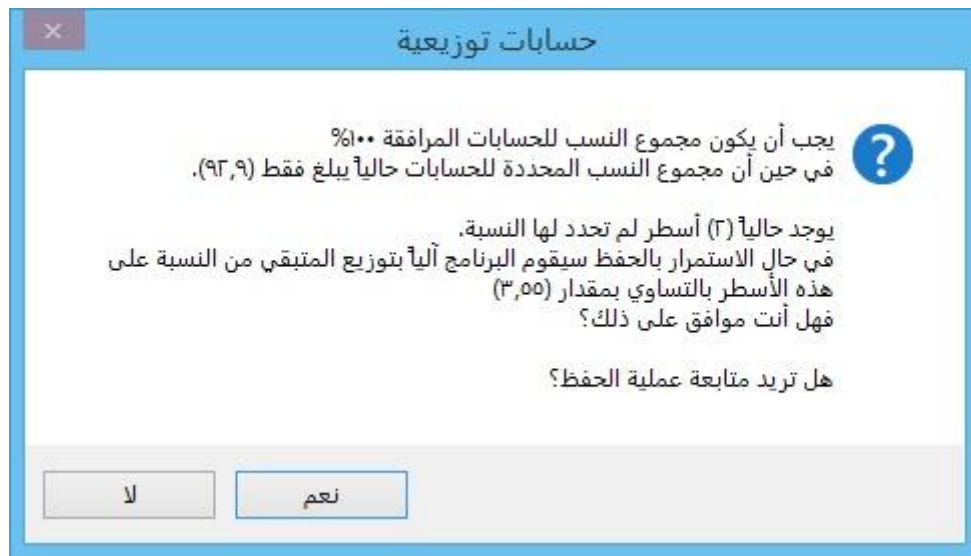 حسابات توزيعية
يجب أن يكون مجموع النسب للحسابات المرافقة ١٠٠%
في حين أن مجموع النسب المحددة للحسابات حالياً يبلغ فقط (٩٢,٩).
يوجد حالياً (٢) أسطر لم تحدد لها النسبة.
في حال الاستمرار بالحفظ سيقوم البرنامج آلياً بتوزيع المتبقي من النسبة على
هذه الأسطر بالتساوي بمقدار (٣,٥٥)
فهل أنت موافق على ذلك؟
هل تريد متابعة عملية الحفظ؟
نعم
لا